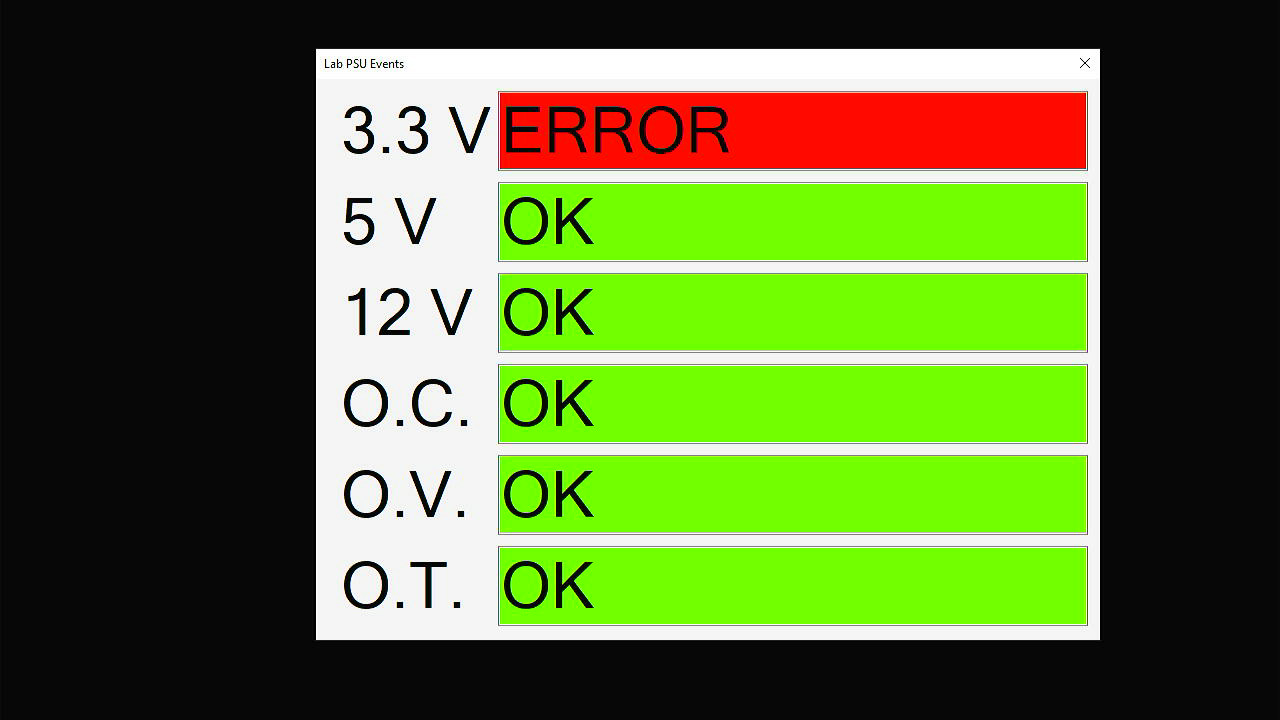 Lab PSU Events
3.3 V ERROR
5 V OK
12 V OK
O.C. OK
O.V. OK
O.T. OK